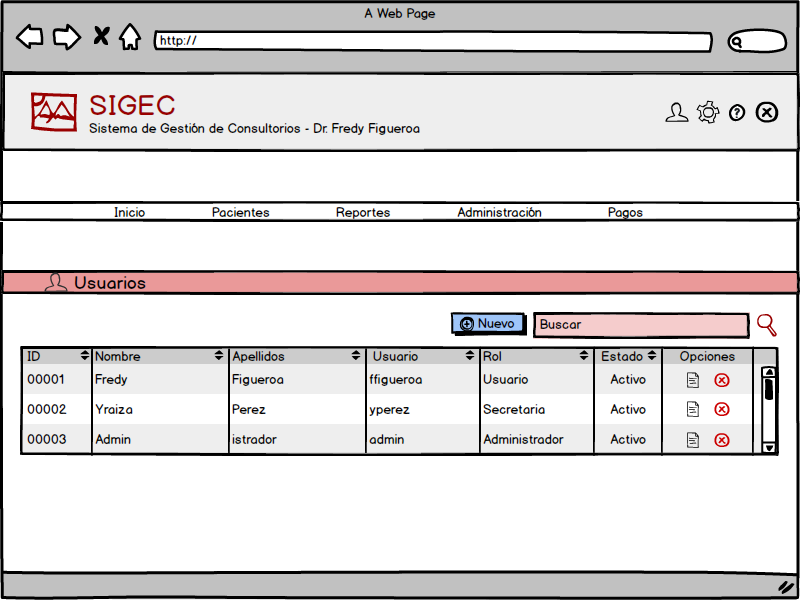 A Web Page
http://
SIGEC
Sistema de Gestión de Consultorios - Dr. Fredy Figueroa
Inicio Pacientes Reportes Administración Pagos
Usuarios
Nuevo Buscar
ID Nombre Apellidos Usuario Rol Estado Opciones
00001 Fredy Figueroa ffigueroa Usuario Activo
00002 Yraiza Perez yperez Secretaria Activo
00003 Admin istrador admin Administrador Activo